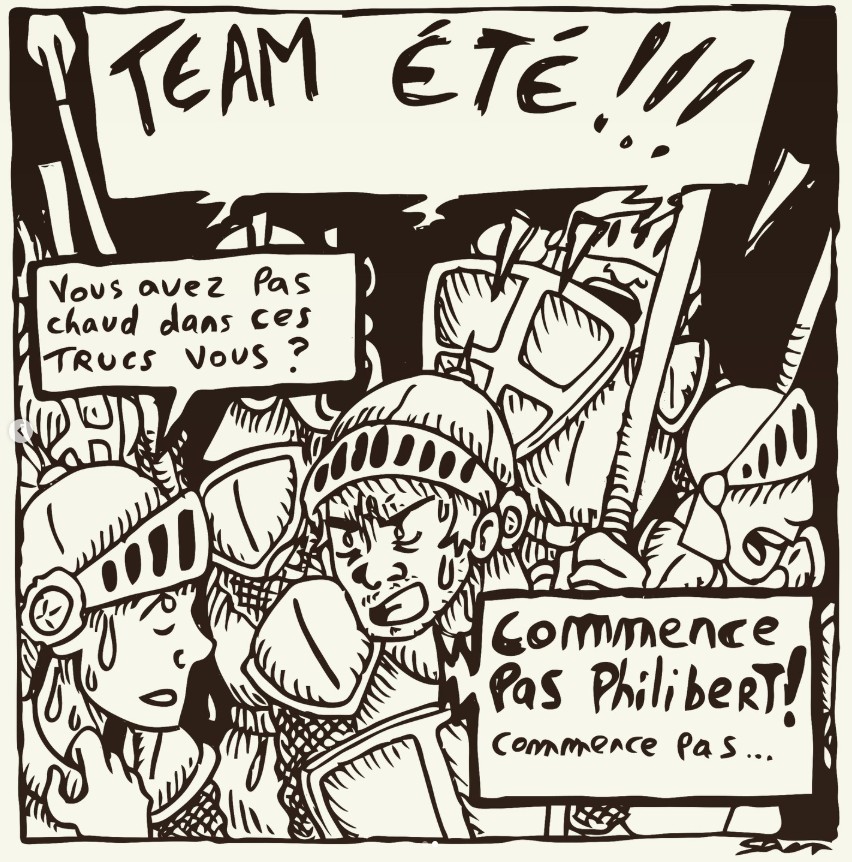 TEAM ÉTÉ!!!
Vous avez pas
chaud dans ces
TRUCS VOUS ?
Commence
Pas PhilibeRT!
commence pas...